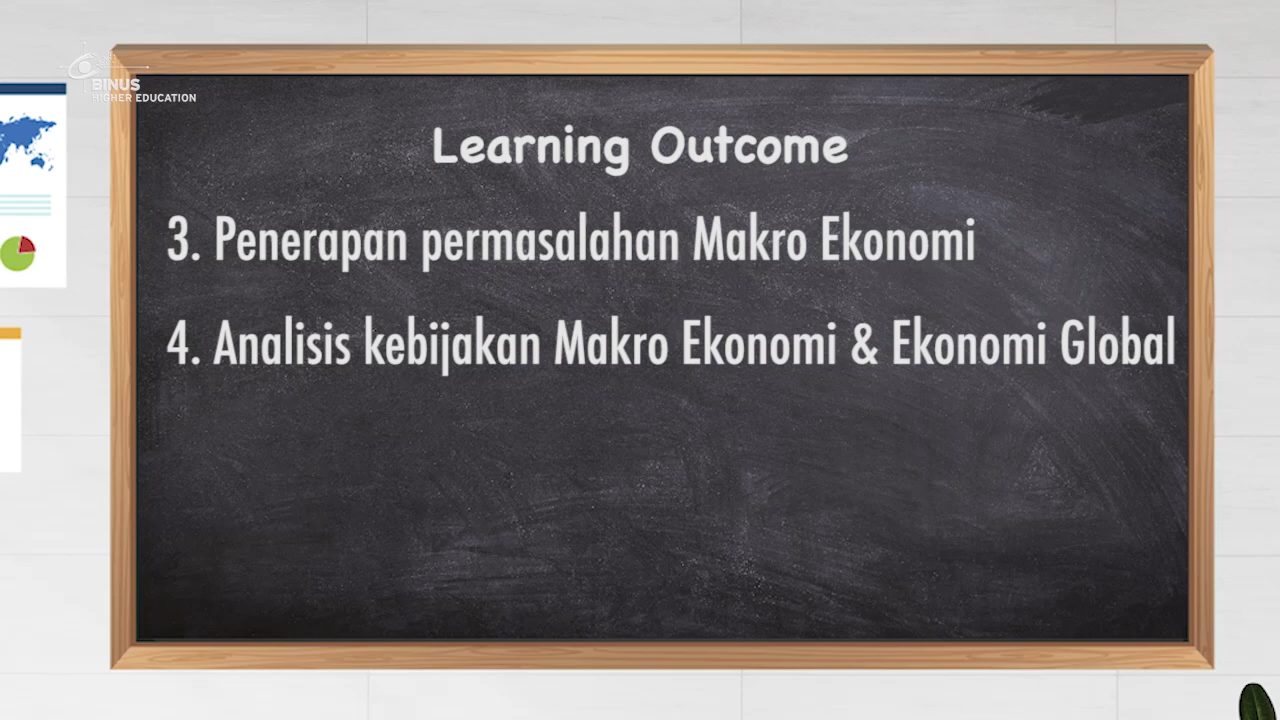 BINUS
HIGHER EDUCATION
Learning Outcome
3. Penerapan permasalahan Makro Ekonomi
4. Analisis kebijakan Makro Ekonomi & Ekonomi Global